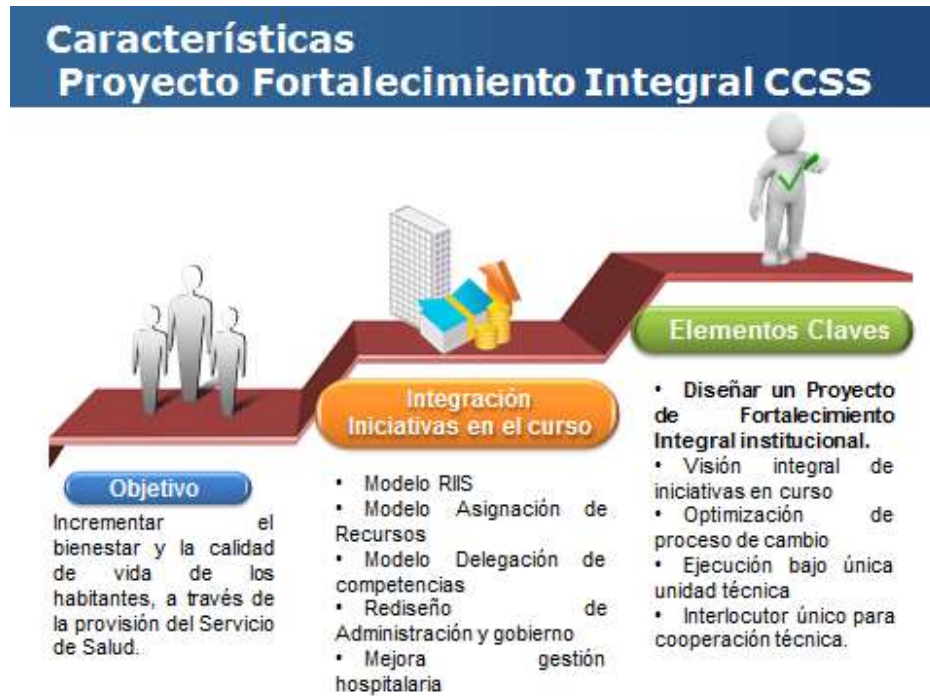 Características
Proyecto Fortalecimiento Integral CCSS
Objetivo
Incrementar el
bienestar y la calidad
de vida de los
habitantes, a través de
la provisión del Servicio
de Salud.
Integración
Iniciativas en el curso
• Modelo RIIS
• Modelo Asignación de
Recursos
• Modelo Delegación de
competencias
• Rediseño de
Administración y gobierno
• Mejora gestión
hospitalaria
Elementos Claves
• Diseñar un Proyecto
de Fortalecimiento
Integral institucional.
• Visión integral de
iniciativas en curso
• Optimización de
proceso de cambio
• Ejecución bajo única
unidad técnica
• Interlocutor único para
cooperación técnica.